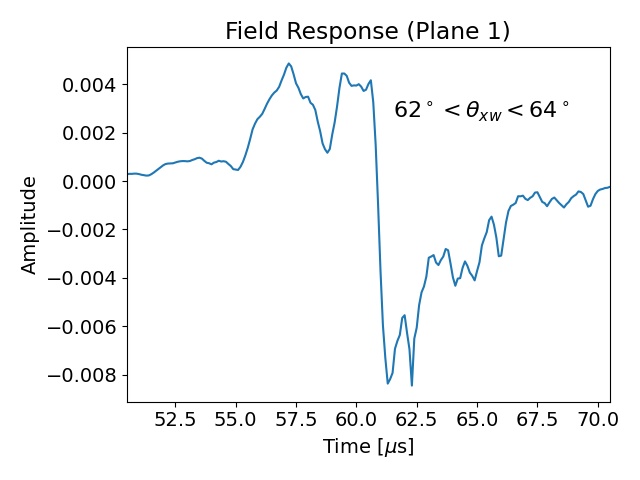 Field Response (Plane 1)
0.004
0.002
0.000
−0.002
−0.004
−0.006
−0.008
Amplitude
62° < θxw < 64°
52.5 55.0 57.5 60.0 62.5 65.0 67.5 70.0
Time [μs]